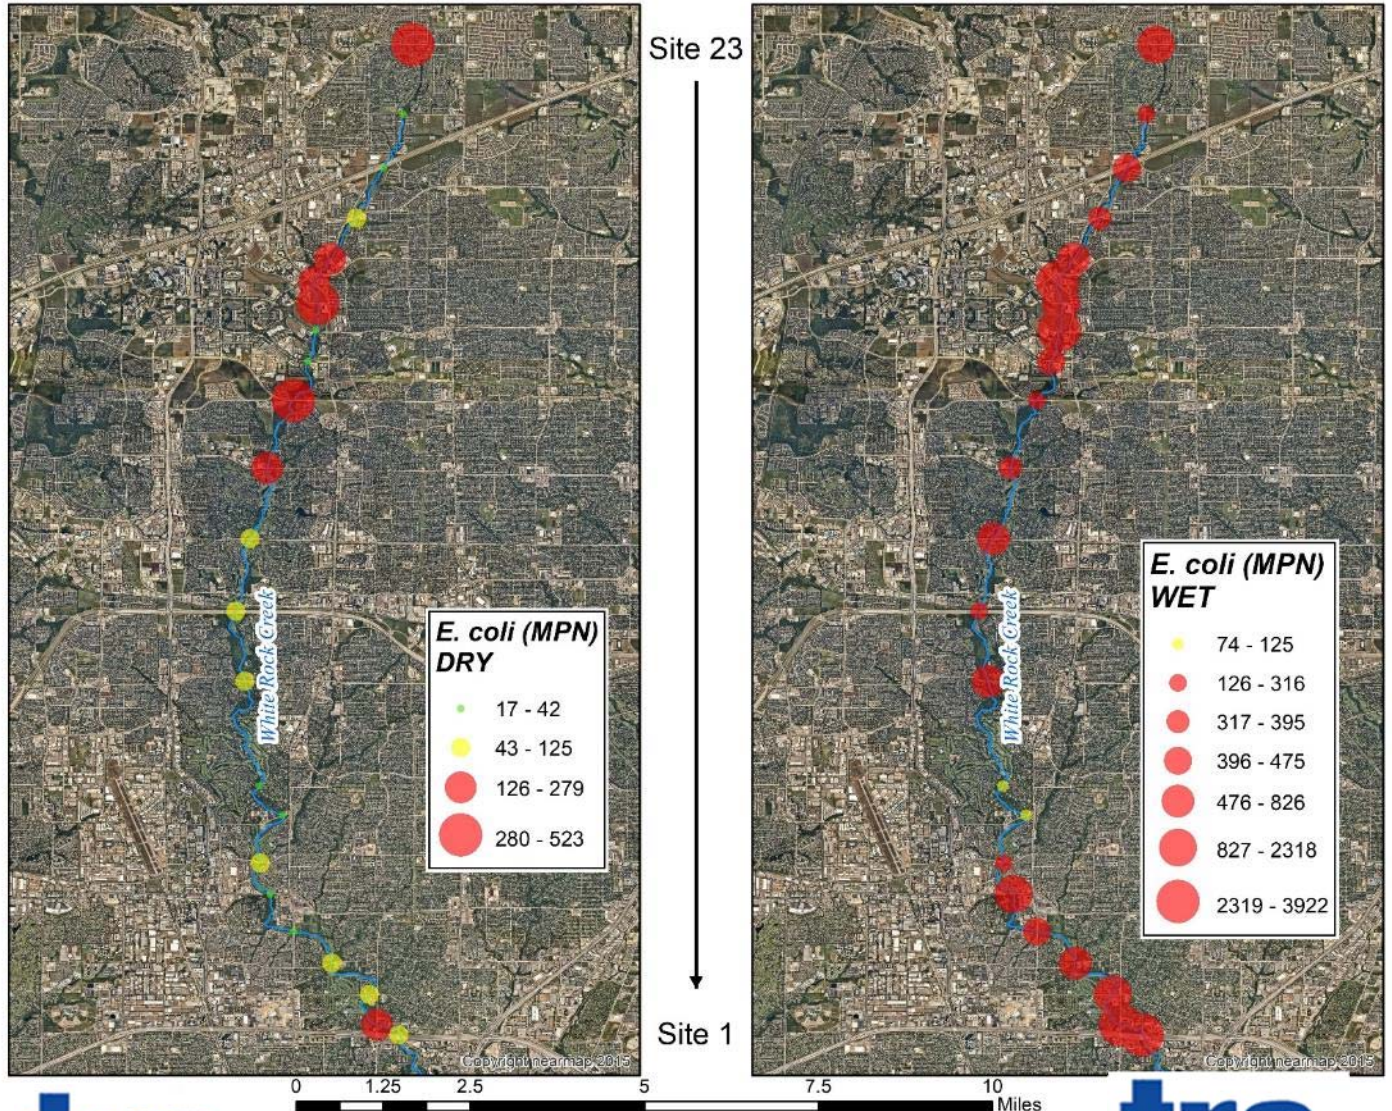 Site 23
Site 1
White Rock Creek
E. coli (MPN)
DRY
17 - 42
43 - 125
126 - 279
280 - 523
Copyright nearmap 2015
White Rock Creek
E. coli (MPN)
WET
74 - 125
126 - 316
317 - 395
396 - 475
476 - 826
827 - 2318
2319 - 3922
Copyright nearmap 2015
0 1.25 2.5 5 7.5 10
Miles